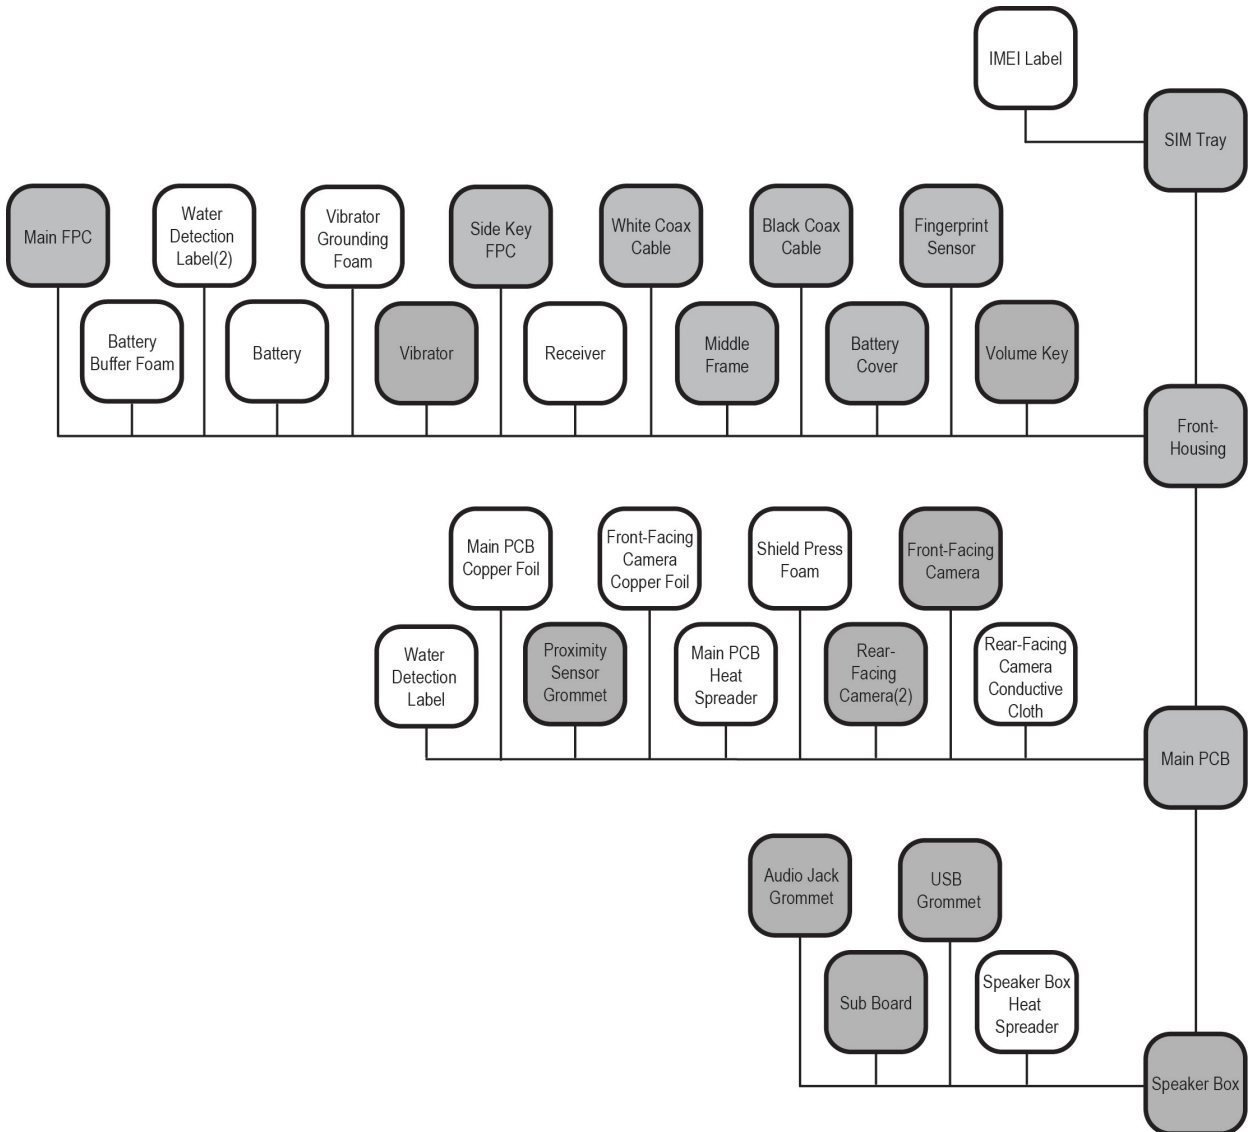 IMEI Label
SIM Tray
Main FPC
Water
Detection
Label(2)
Vibrator
Grounding
Foam
Side Key
FPC
White Coax
Cable
Black Coax
Cable
Fingerprint
Sensor
Battery
Buffer Foam
Battery
Vibrator
Receiver
Middle
Frame
Battery
Cover
Volume Key
Front-
Housing
Main PCB
Copper Foil
Front-Facing
Camera
Copper Foil
Shield Press
Foam
Front-Facing
Camera
Water
Detection
Label
Proximity
Sensor
Grommet
Main PCB
Heat
Spreader
Rear-
Facing
Camera(2)
Rear-Facing
Camera
Conductive
Cloth
Main PCB
Audio Jack
Grommet
USB
Grommet
Sub Board
Speaker Box
Heat
Spreader
Speaker Box